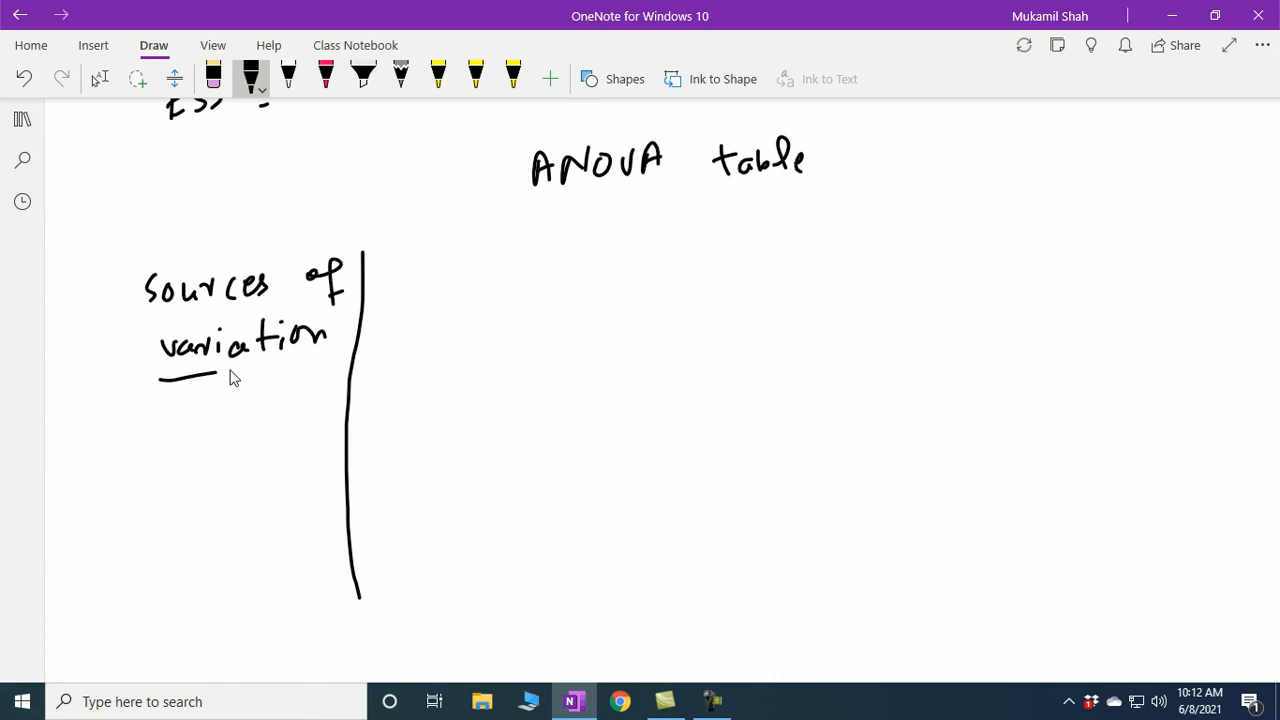 OneNote for Windows 10
Mukamil Shah
Home Insert Draw View Help Class Notebook
Share
Shapes
Ink to Shape
Ink to Text
ESS :
ANOVA table
Sources of
variation
Type here to search
10:12 AM
6/8/2021